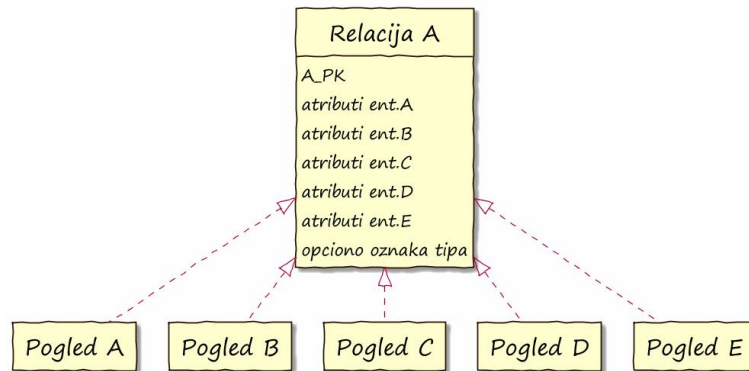 Relacija A
A_PK
atributi ent.A
atributi ent.B
atributi ent.C
atributi ent.D
atributi ent.E
opciono oznaka tipa
Pogled A
Pogled B
Pogled C
Pogled D
Pogled E